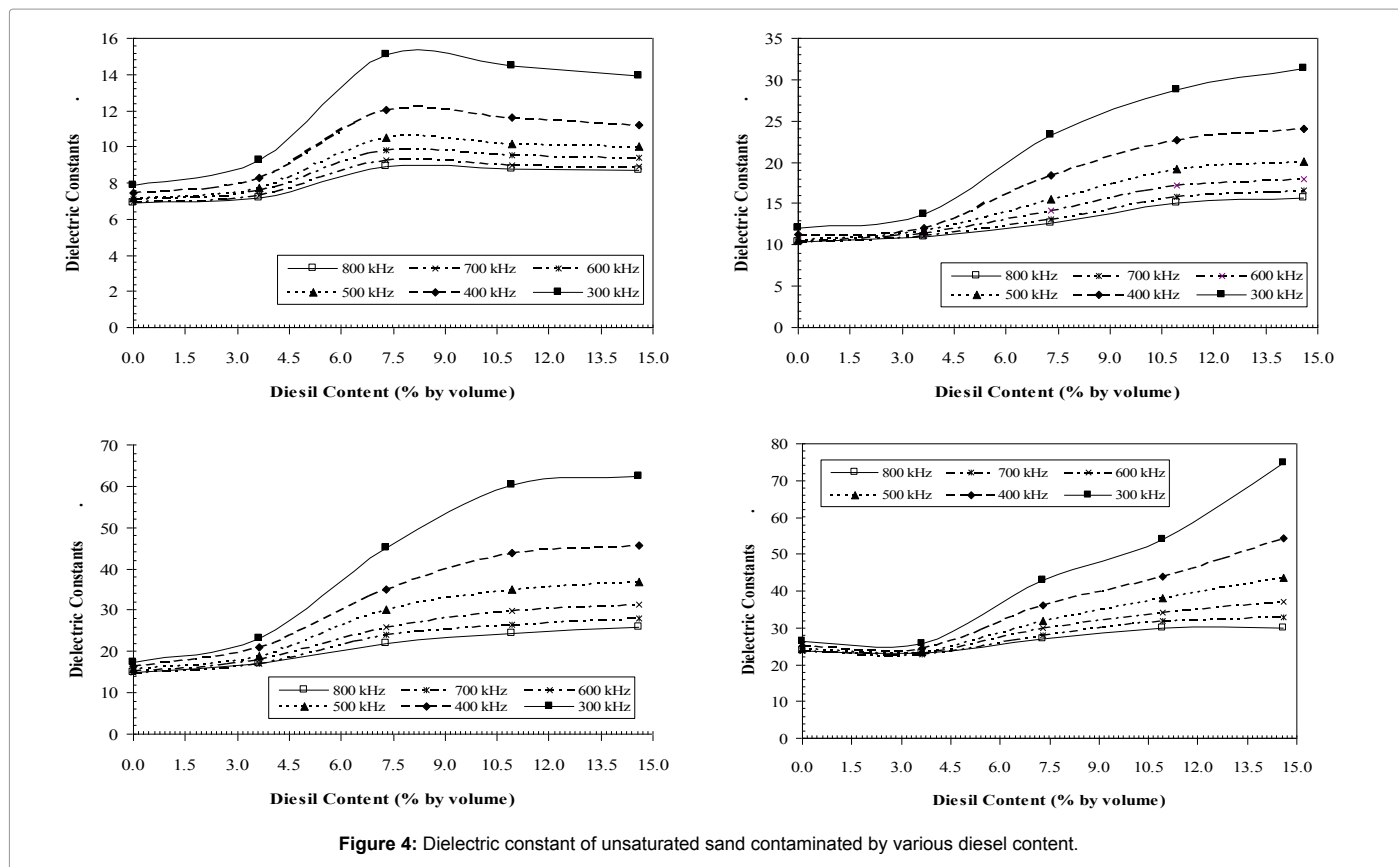 16
14
12
10
8
6
4
2
0
Dielectric Constants
800 kHz 700 kHz 600 kHz
500 kHz 400 kHz 300 kHz
0.0 1.5 3.0 4.5 6.0 7.5 9.0 10.5 12.0 13.5 15.0
Diesil Content (% by volume)
35
30
25
20
15
10
5
0
Dielectric Constants
800 kHz 700 kHz 600 kHz
500 kHz 400 kHz 300 kHz
0.0 1.5 3.0 4.5 6.0 7.5 9.0 10.5 12.0 13.5 15.0
Diesil Content (% by volume)
70
60
50
40
30
20
10
0
Dielectric Constants
800 kHz 700 kHz 600 kHz
500 kHz 400 kHz 300 kHz
0.0 1.5 3.0 4.5 6.0 7.5 9.0 10.5 12.0 13.5 15.0
Diesil Content (% by volume)
80
70
60
50
40
30
20
10
0
Dielectric Constants
800 kHz 700 kHz 600 kHz
500 kHz 400 kHz 300 kHz
0.0 1.5 3.0 4.5 6.0 7.5 9.0 10.5 12.0 13.5 15.0
Diesil Content (% by volume)
Figure 4: Dielectric constant of unsaturated sand contaminated by various diesel content.